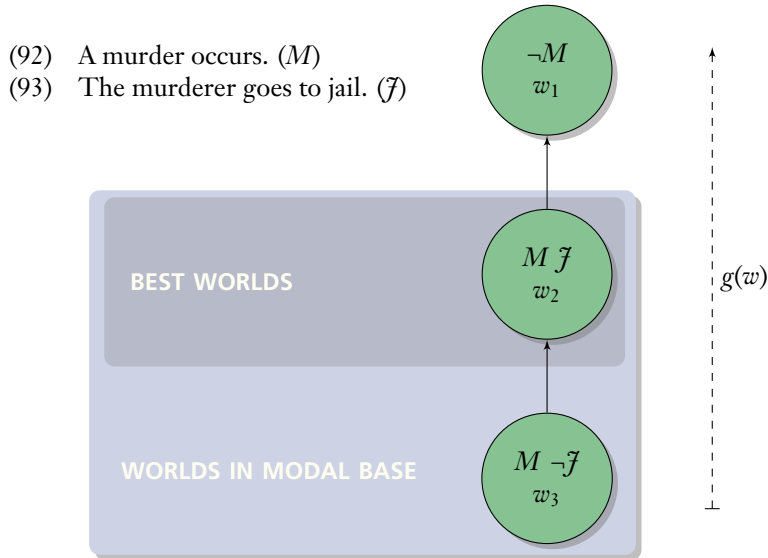 (92) A murder occurs. (M)
(93) The murderer goes to jail. (J)
¬M
w₁
BEST WORLDS
M J
w₂
g(w)
WORLDS IN MODAL BASE
M ¬J
w₃